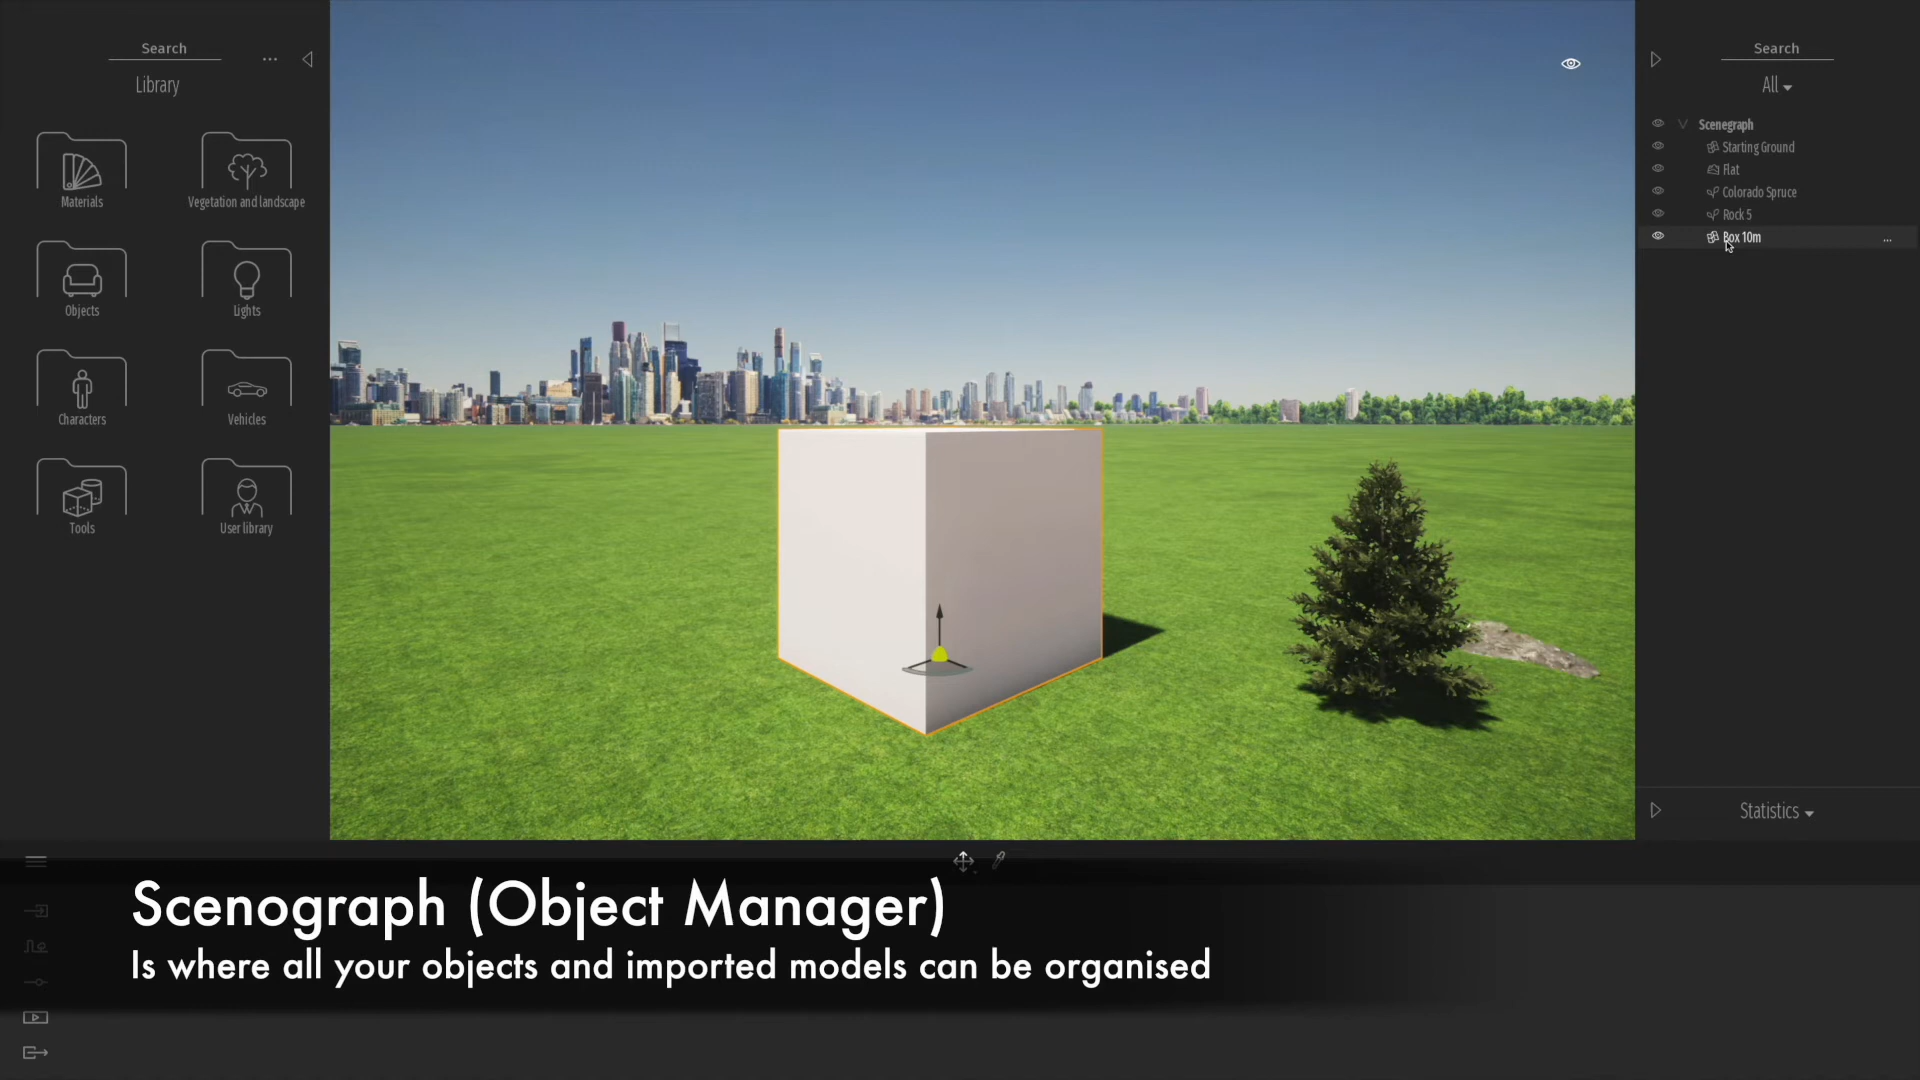 Search
...
Library
Materials
Vegetation and landscape
Objects
Lights
Characters
Vehicles
Tools
User library
Search
All
Scenegraph
Starting Ground
Flat
Colorado Spruce
Rock 5
Box 10m
...
Statistics
Scenograph (Object Manager)
Is where all your objects and imported models can be organised